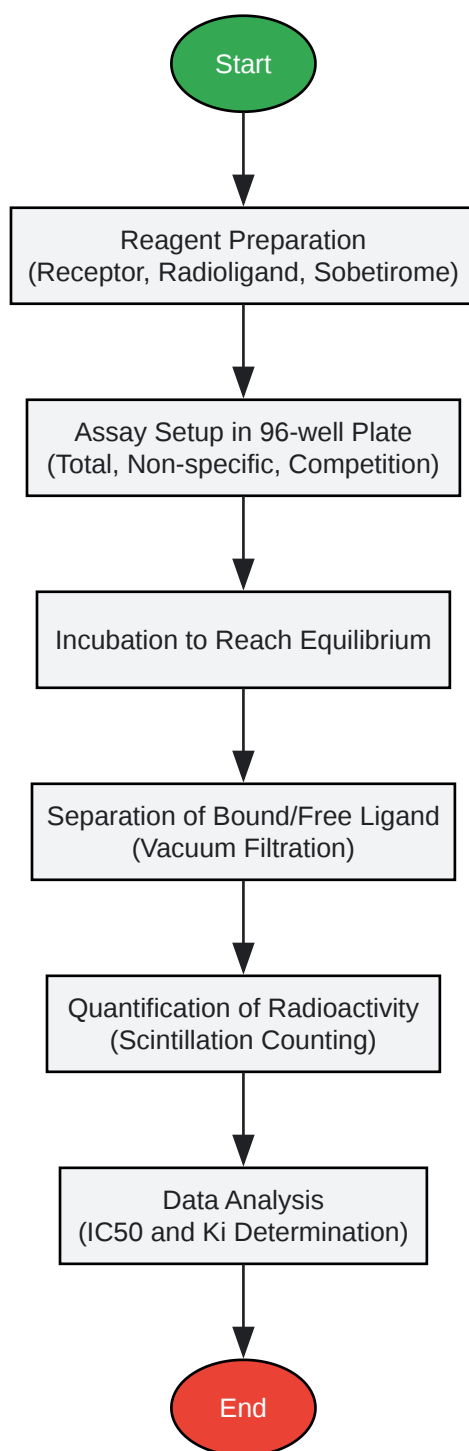 Start
Reagent Preparation
(Receptor, Radioligand, Sobetirome)
Assay Setup in 96-well Plate
(Total, Non-specific, Competition)
Incubation to Reach Equilibrium
Separation of Bound/Free Ligand
(Vacuum Filtration)
Quantification of Radioactivity
(Scintillation Counting)
Data Analysis
(IC50 and Ki Determination)
End